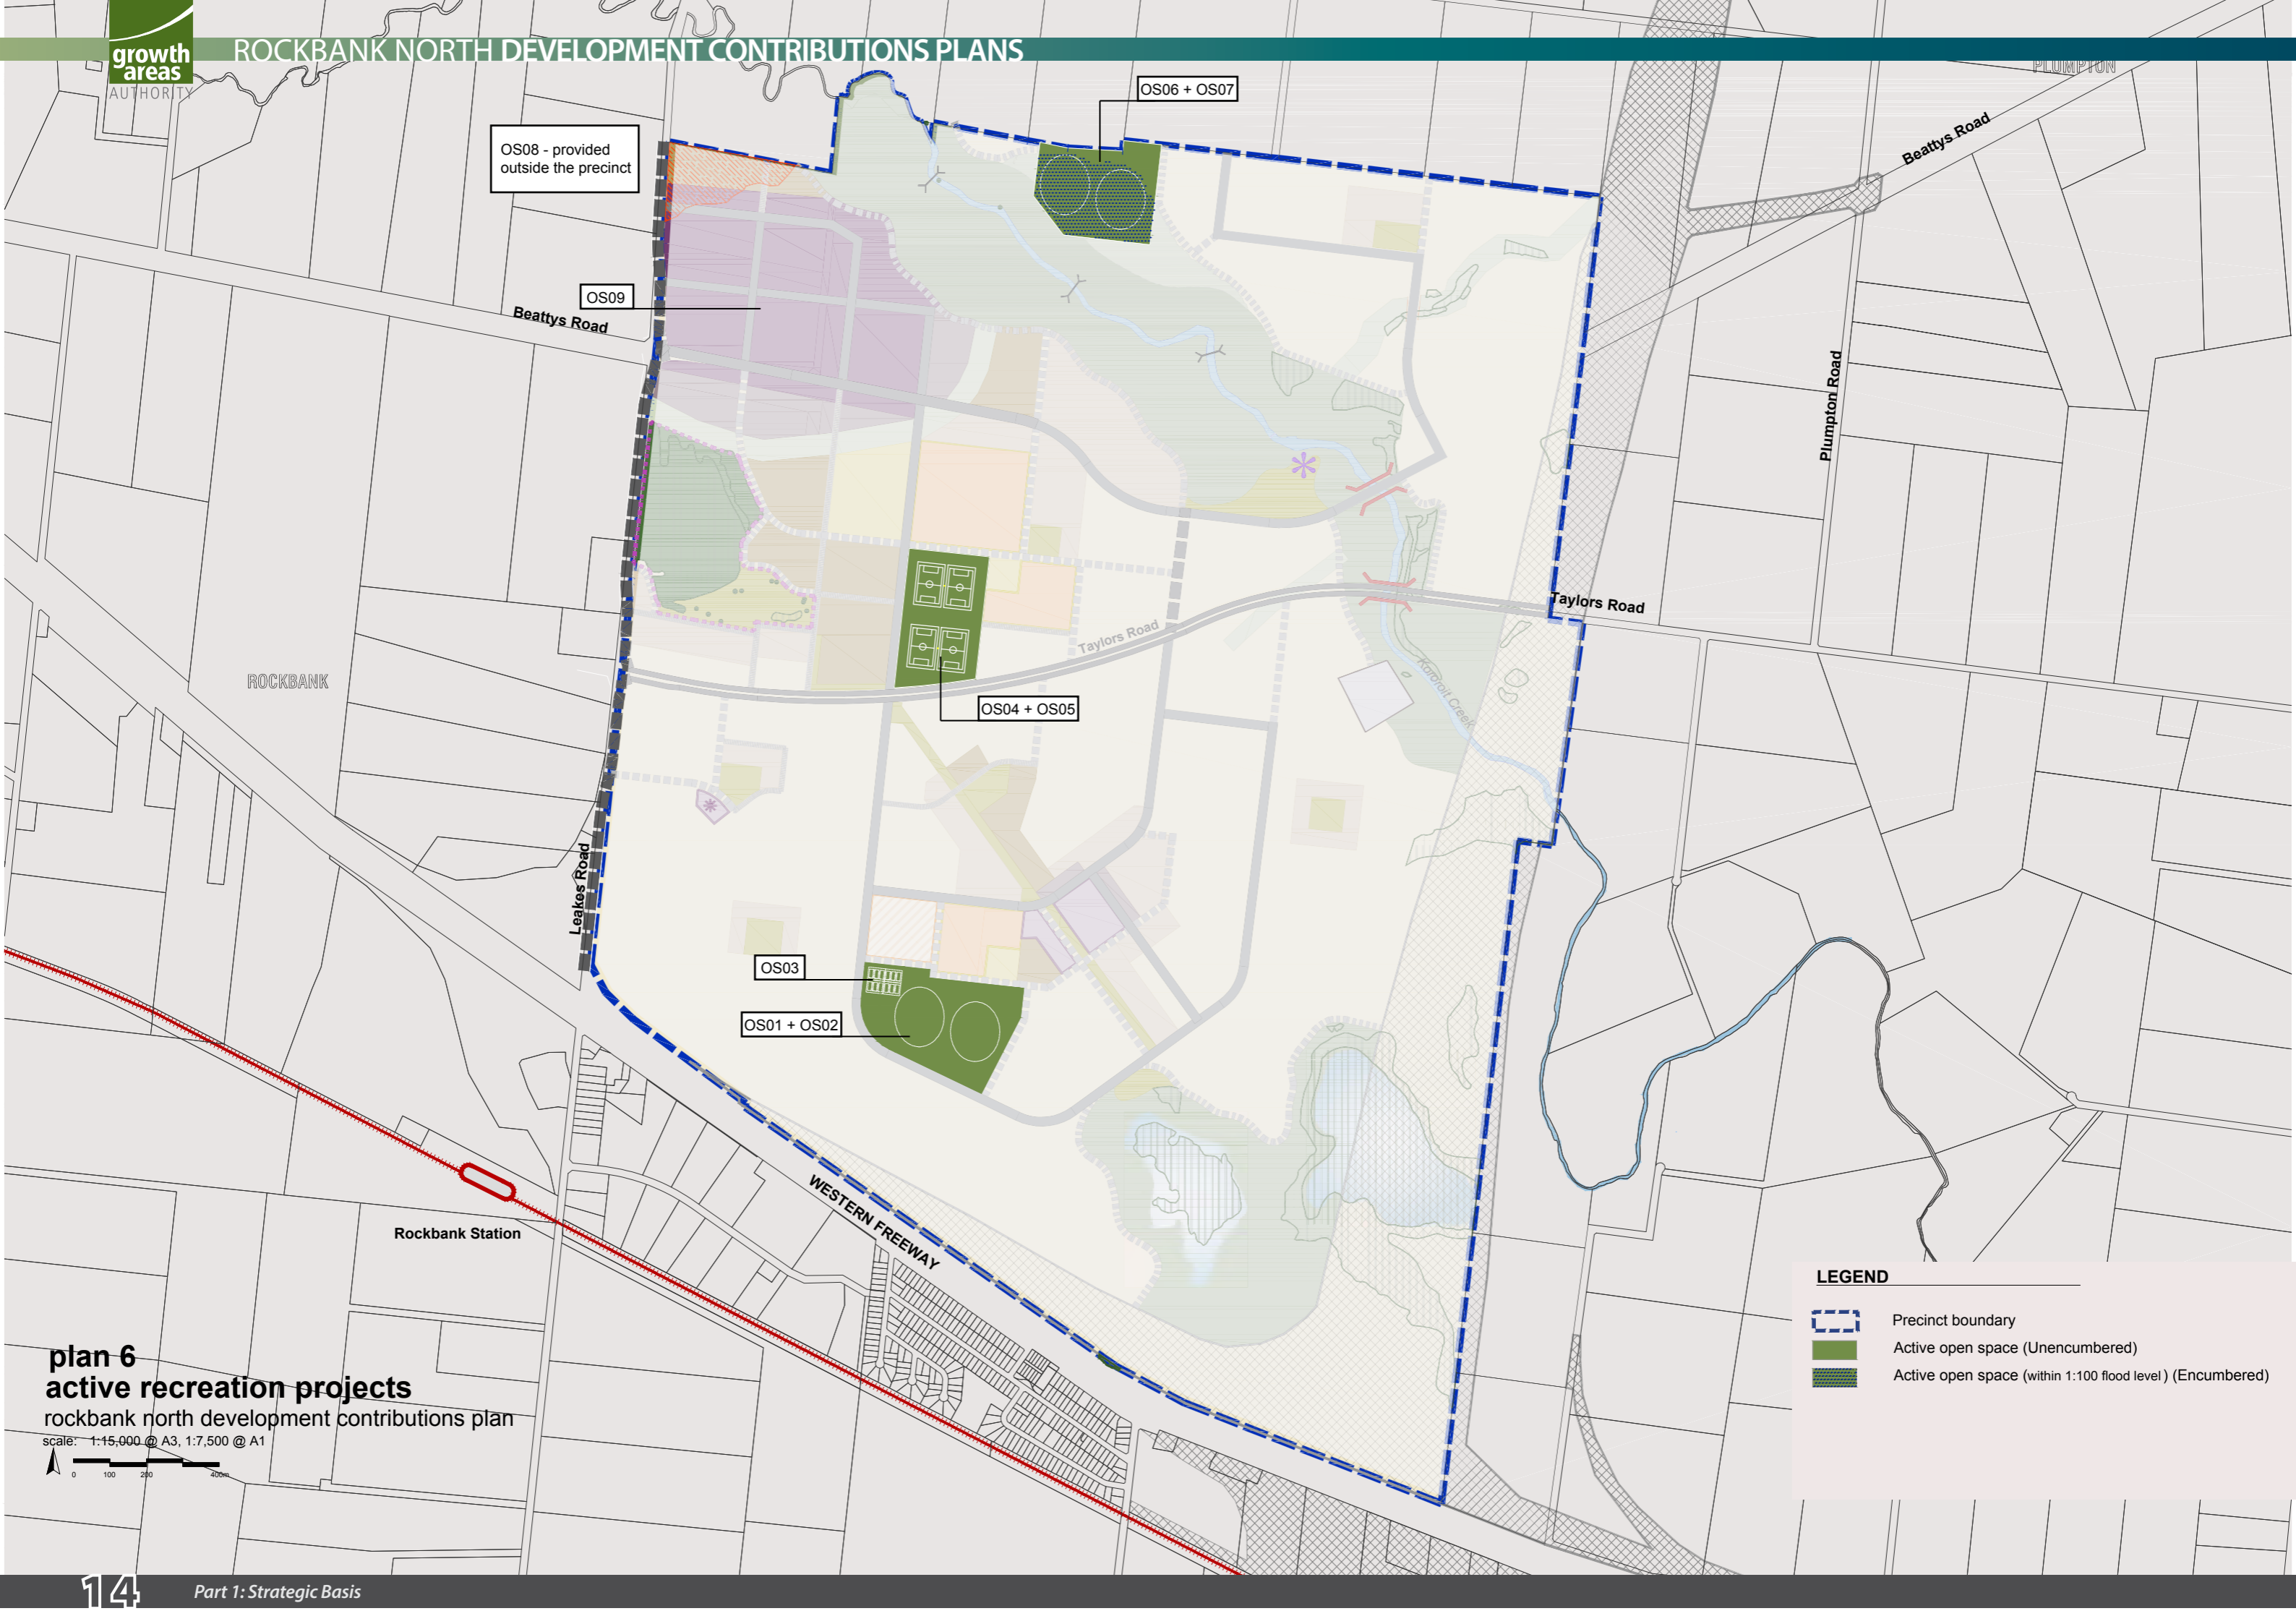 growth
areas
AUTHORITY
ROCKBANK NORTH DEVELOPMENT CONTRIBUTIONS PLANS
PLUMPTON
OS06 + OS07
Beattys Road
OS08 - provided
outside the precinct
OS09
Beattys Road
Plumpton Road
Taylors Road
Taylors Road
ROCKBANK
Kororoit Creek
OS04 + OS05
Leakes Road
OS03
OS01 + OS02
WESTERN FREEWAY
Rockbank Station
LEGEND
Precinct boundary
Active open space (Unencumbered)
Active open space (within 1:100 flood level ) (Encumbered)
plan 6
active recreation projects
rockbank north development contributions plan
scale: 1:15,000 @ A3, 1:7,500 @ A1
0 100 200 400m
14
Part 1: Strategic Basis